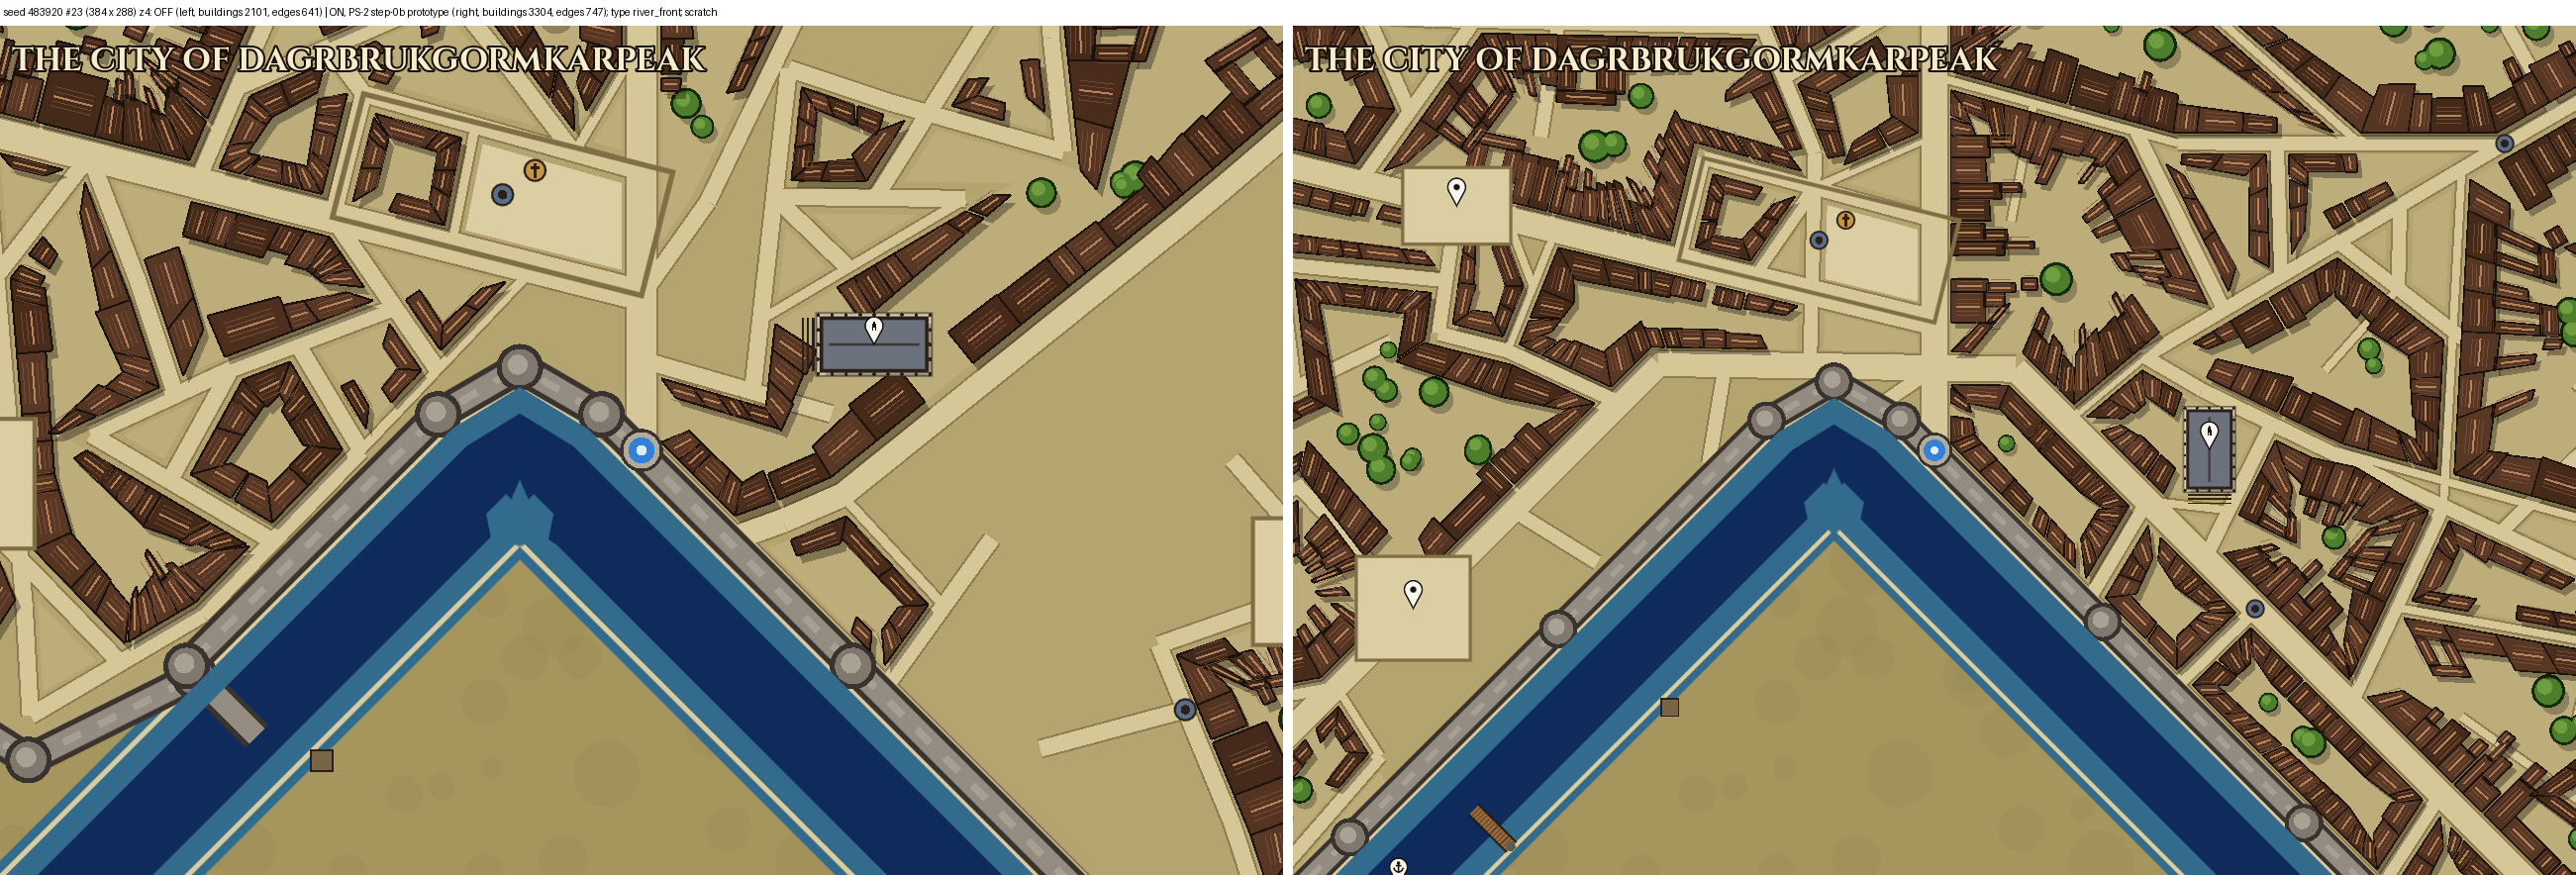 seed 483920 #23 (384 x 288) z4: OFF (left, buildings 2101, edges 641) | ON, PS-2 step-0b prototype (right, buildings 3304, edges 747); type river_front; scratch
THE CITY OF DAGRBRUKGORMKARPEAK
THE CITY OF DAGRBRUKGORMKARPEAK